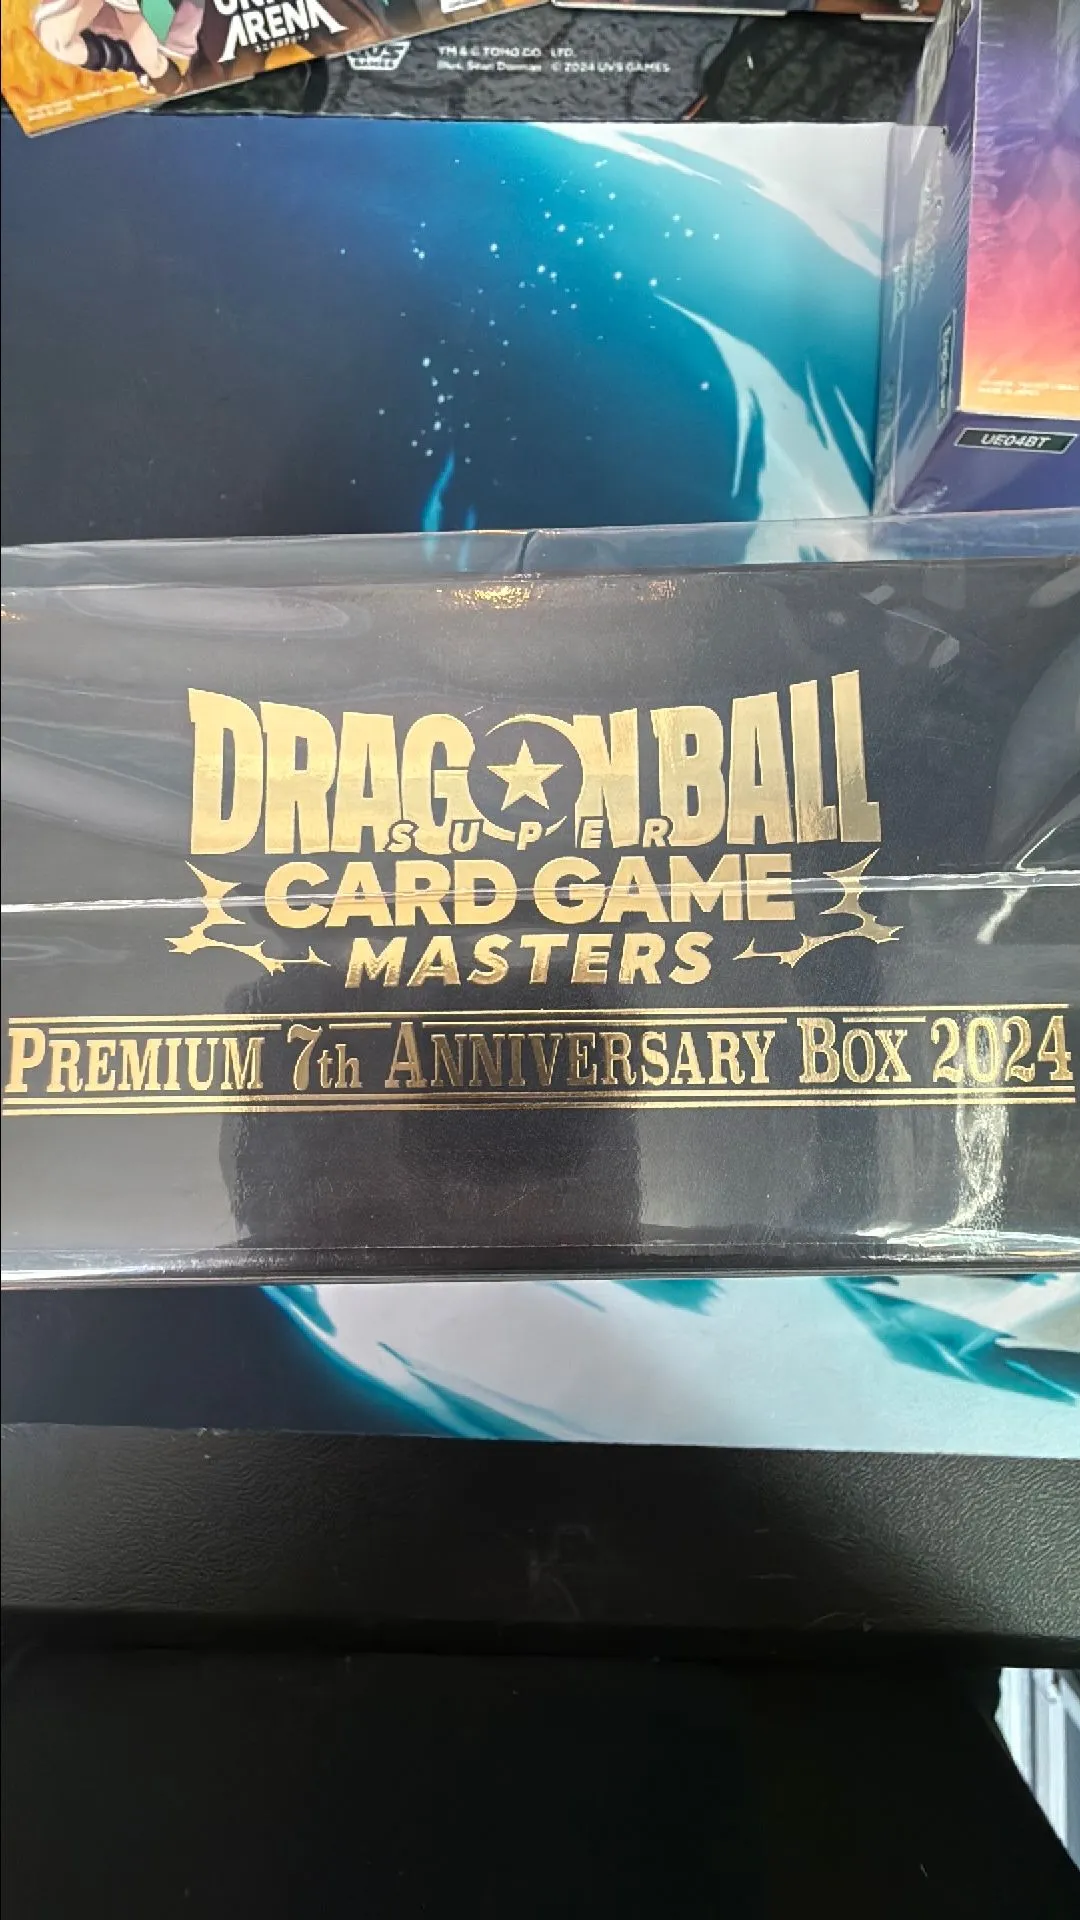 ARENA
TM & © TOHO CO., LTD.
© 2024 UVS GAMES
UE04BT
DRAGON BALL
SUPER
CARD GAME
MASTERS
PREMIUM 7th ANNIVERSARY BOX 2024